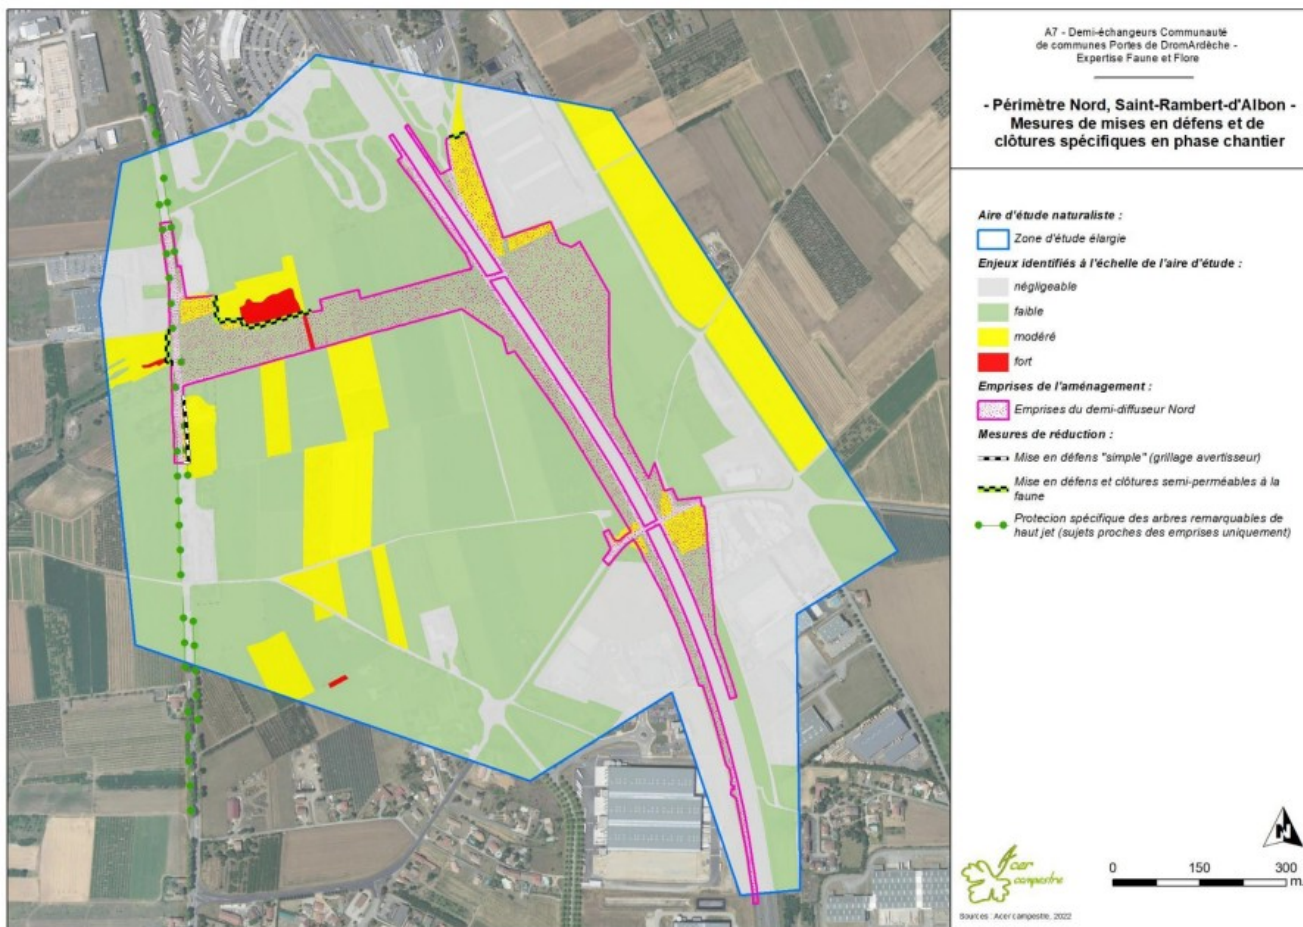 A7 - Demi-échangeurs Communauté
de communes Portes de DromArdèche -
Expertise Faune et Flore
- Périmètre Nord, Saint-Rambert-d'Albon -
Mesures de mises en défens et de
clôtures spécifiques en phase chantier
Aire d'étude naturaliste :
Zone d'étude élargie
Enjeux identifiés à l'échelle de l'aire d'étude :
négligeable
faible
modéré
fort
Emprises de l'aménagement :
Emprises du demi-diffuseur Nord
Mesures de réduction :
Mise en défens "simple" (grillage avertisseur)
Mise en défens et clôtures semi-perméables à la
faune
Protecion spécifique des arbres remarquables de
haut jet (sujets proches des emprises uniquement)
N
Acer
campestre
0 150 300
m
Sources : Acer campestre, 2022